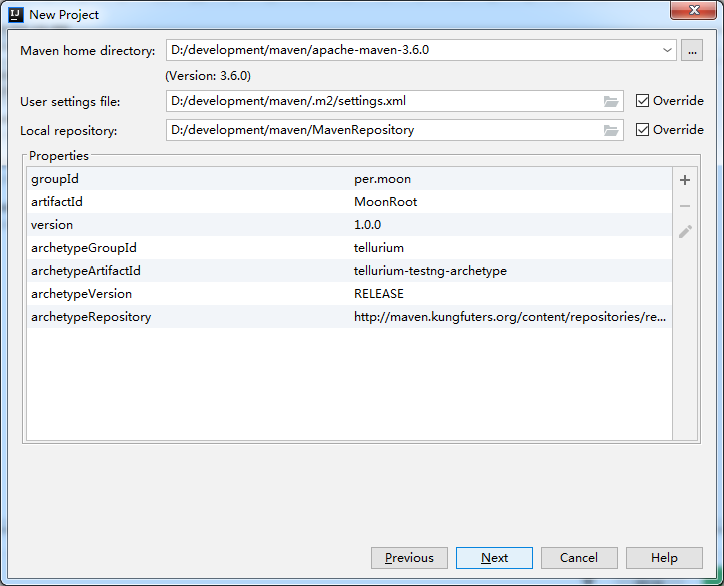 New Project
Maven home directory: D:/development/maven/apache-maven-3.6.0 ...
(Version: 3.6.0)
User settings file: D:/development/maven/.m2/settings.xml Override
Local repository: D:/development/maven/MavenRepository Override
Properties
groupId per.moon
artifactId MoonRoot
version 1.0.0
archetypeGroupId tellurium
archetypeArtifactId tellurium-testng-archetype
archetypeVersion RELEASE
archetypeRepository http://maven.kungfuters.org/content/repositories/re...
Previous Next Cancel Help